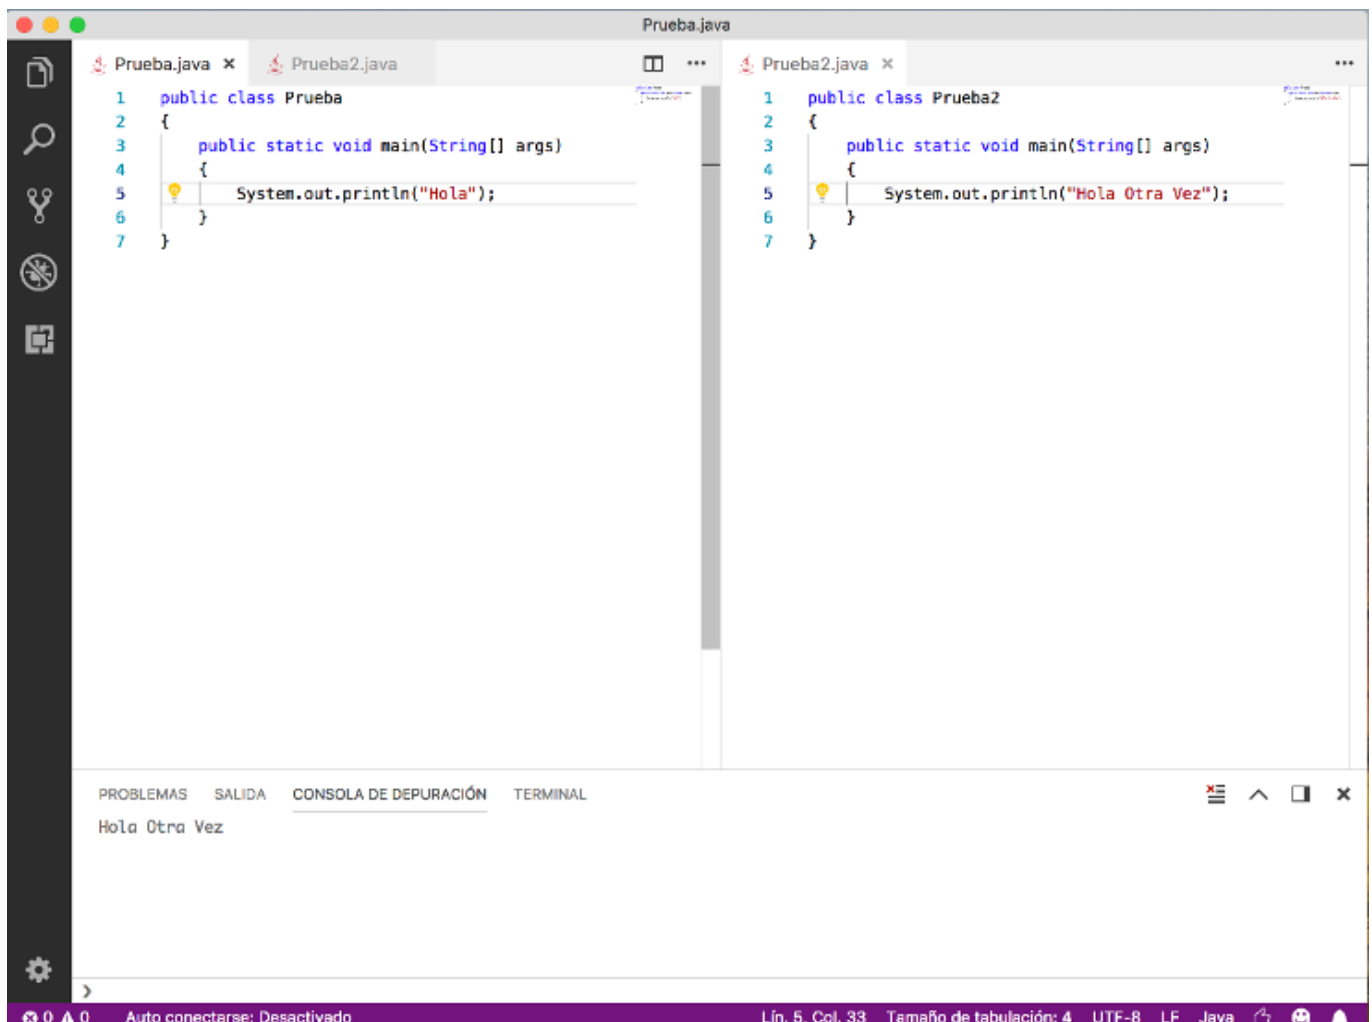 Prueba.java
Prueba.java Prueba2.java
1 public class Prueba
2 {
3 public static void main(String[] args)
4 {
5 System.out.println("Hola");
6 }
7 }
Prueba2.java
1 public class Prueba2
2 {
3 public static void main(String[] args)
4 {
5 System.out.println("Hola Otra Vez");
6 }
7 }
PROBLEMAS SALIDA CONSOLA DE DEPURACIÓN TERMINAL
Hola Otra Vez
0 0 Auto conectarse: Desactivado Lín. 5, Col. 33 Tamaño de tabulación: 4 UTF-8 LF Java